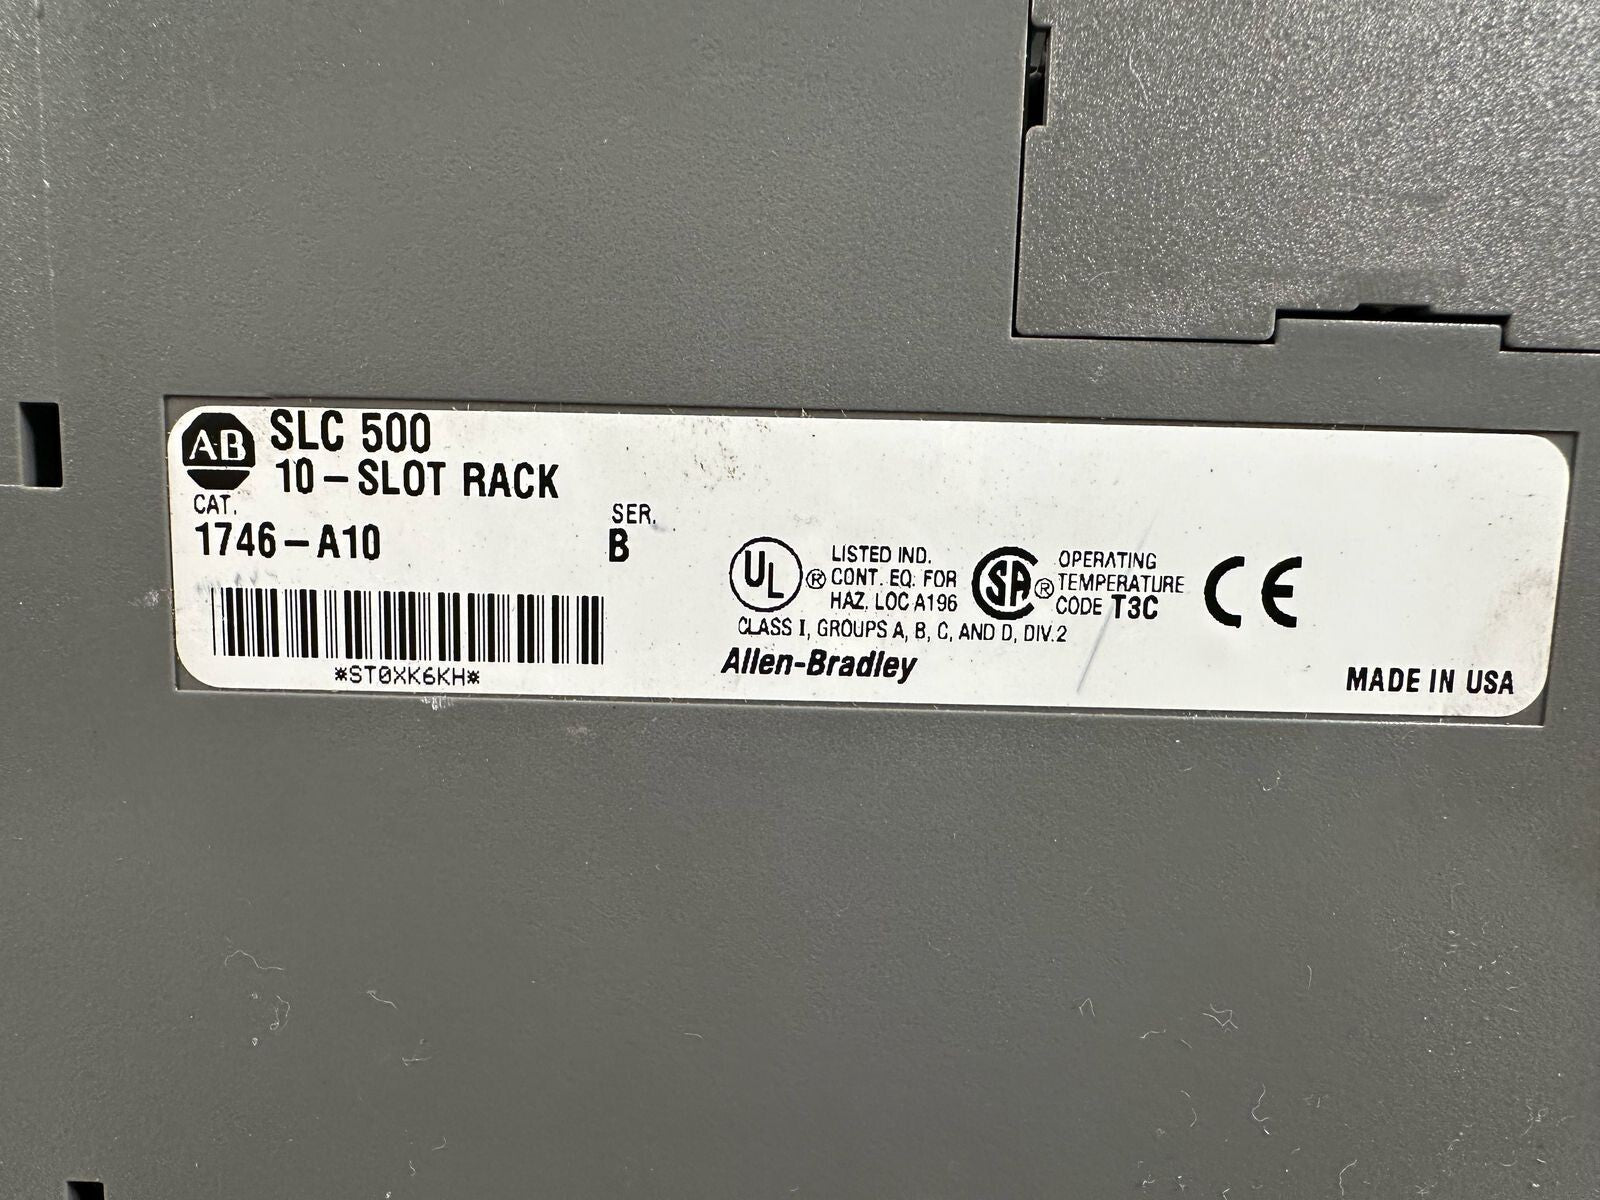 A-B SLC 500
10-SLOT RACK
CAT.
1746-A10
SER.
B
*ST0XK6KH*
UL ® LISTED IND.
CONT. EQ. FOR
HAZ. LOC A196
SA ® OPERATING
TEMPERATURE
CODE T3C
CE
CLASS I, GROUPS A, B, C, AND D, DIV.2
Allen-Bradley
MADE IN USA